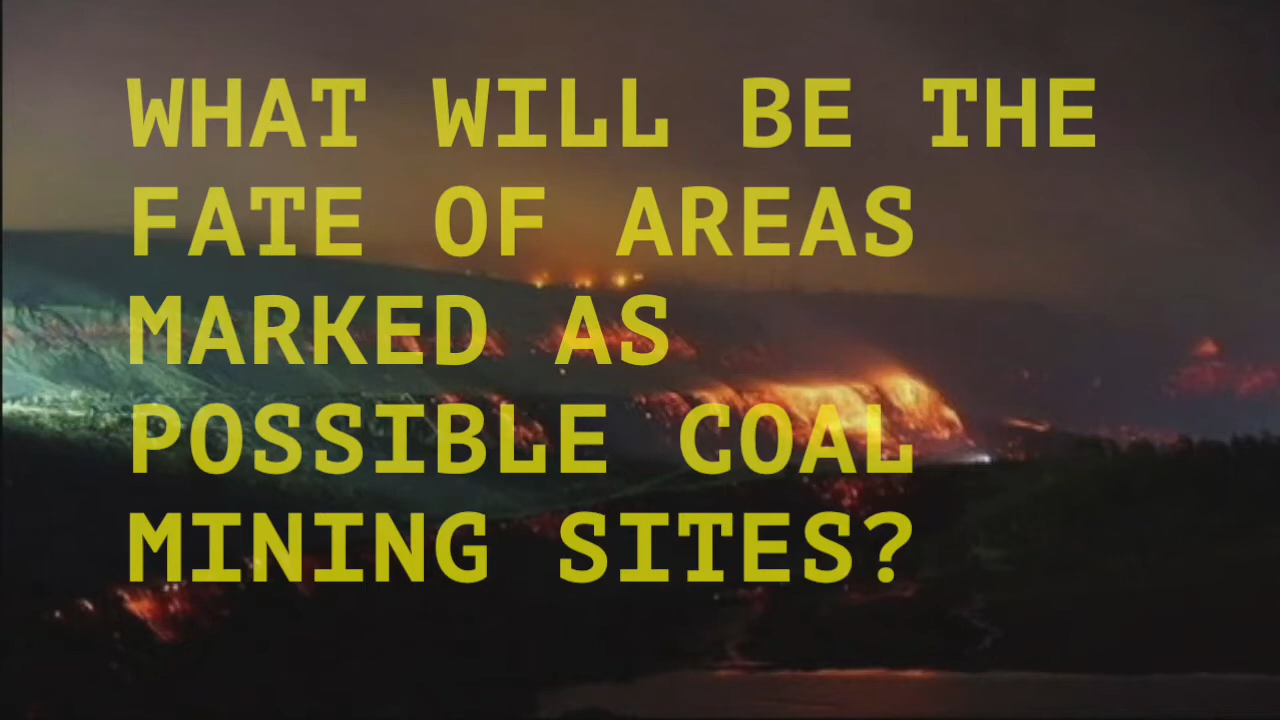 WHAT WILL BE THE
FATE OF AREAS
MARKED AS
POSSIBLE COAL
MINING SITES?